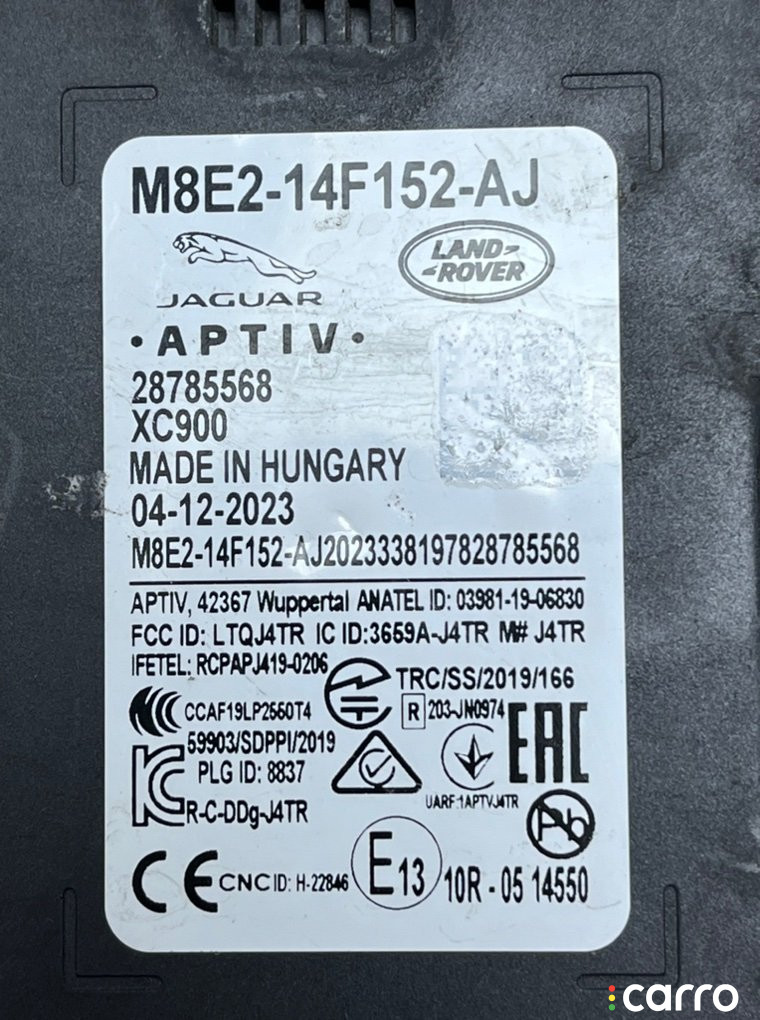 M8E2-14F152-AJ
JAGUAR
LAND-
-ROVER
• APTIV •
28785568
XC900
MADE IN HUNGARY
04-12-2023
M8E2-14F152-AJ2023338197828785568
APTIV, 42367 Wuppertal ANATEL ID: 03981-19-06830
FCC ID: LTQJ4TR IC ID:3659A-J4TR M# J4TR
IFETEL: RCPAPJ419-0206
TRC/SS/2019/166
CCAF19LP2550T4
R 203-JN0974
EAC
59903/SDPPI/2019
PLG ID: 8837
R-C-DDg-J4TR
UARF:1APTVJ4TR
Pb
CE CNC ID: H-22846
E13 10R - 05 14550
carro